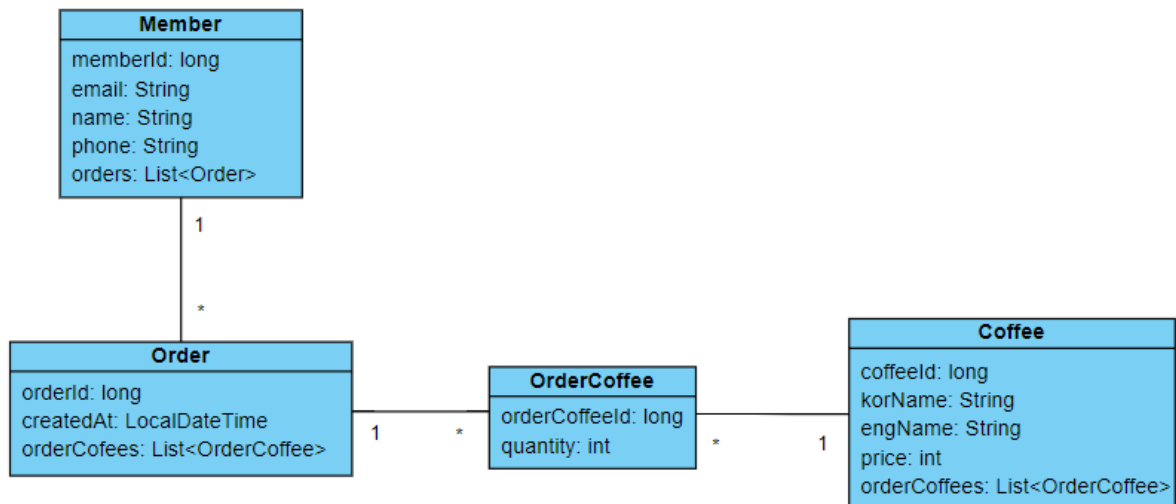 Member
memberId: long
email: String
name: String
phone: String
orders: List<Order>
1
*
Order
orderId: long
createdAt: LocalDateTime
orderCofees: List<OrderCoffee>
1
*
OrderCoffee
orderCoffeeId: long
quantity: int
*
1
Coffee
coffeeId: long
korName: String
engName: String
price: int
orderCoffees: List<OrderCoffee>